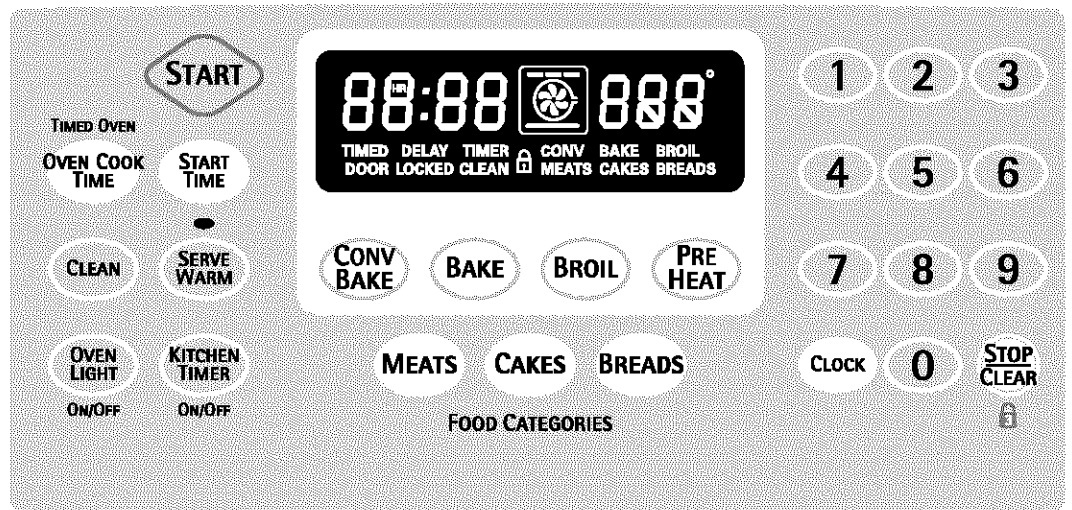 START
TIMED OVEN
OVEN COOK
TIME
START
TIME
CLEAN
SERVE
WARM
OVEN
LIGHT
ON/OFF
KITCHEN
TIMER
ON/OFF
88:88 888°
HR
TIMED DELAY TIMER CONV BAKE BROIL
DOOR LOCKED CLEAN MEATS CAKES BREADS
CONV
BAKE
BAKE
BROIL
PRE
HEAT
MEATS
CAKES
BREADS
FOOD CATEGORIES
1 2 3
4 5 6
7 8 9
CLOCK
0
STOP
CLEAR